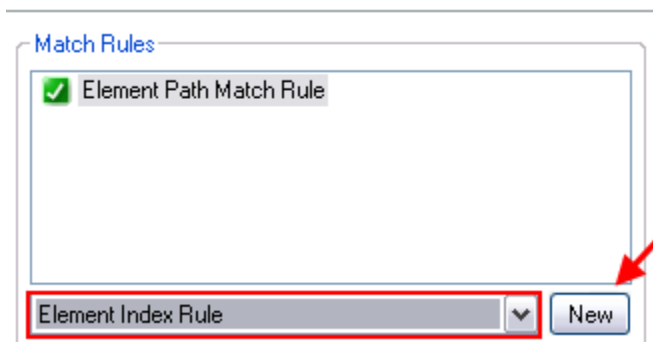 Match Rules
Element Path Match Rule
Element Index Rule
New